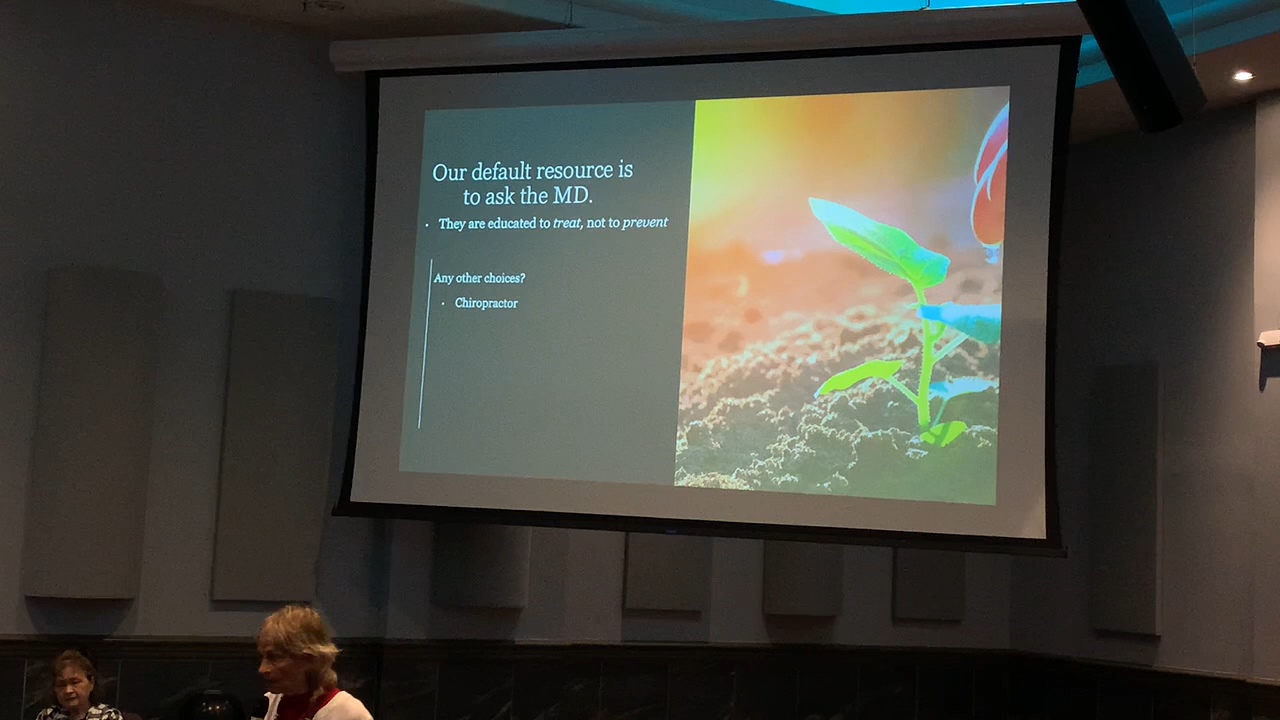 Our default resource is
to ask the MD.
• They are educated to treat, not to prevent
Any other choices?
• Chiropractor